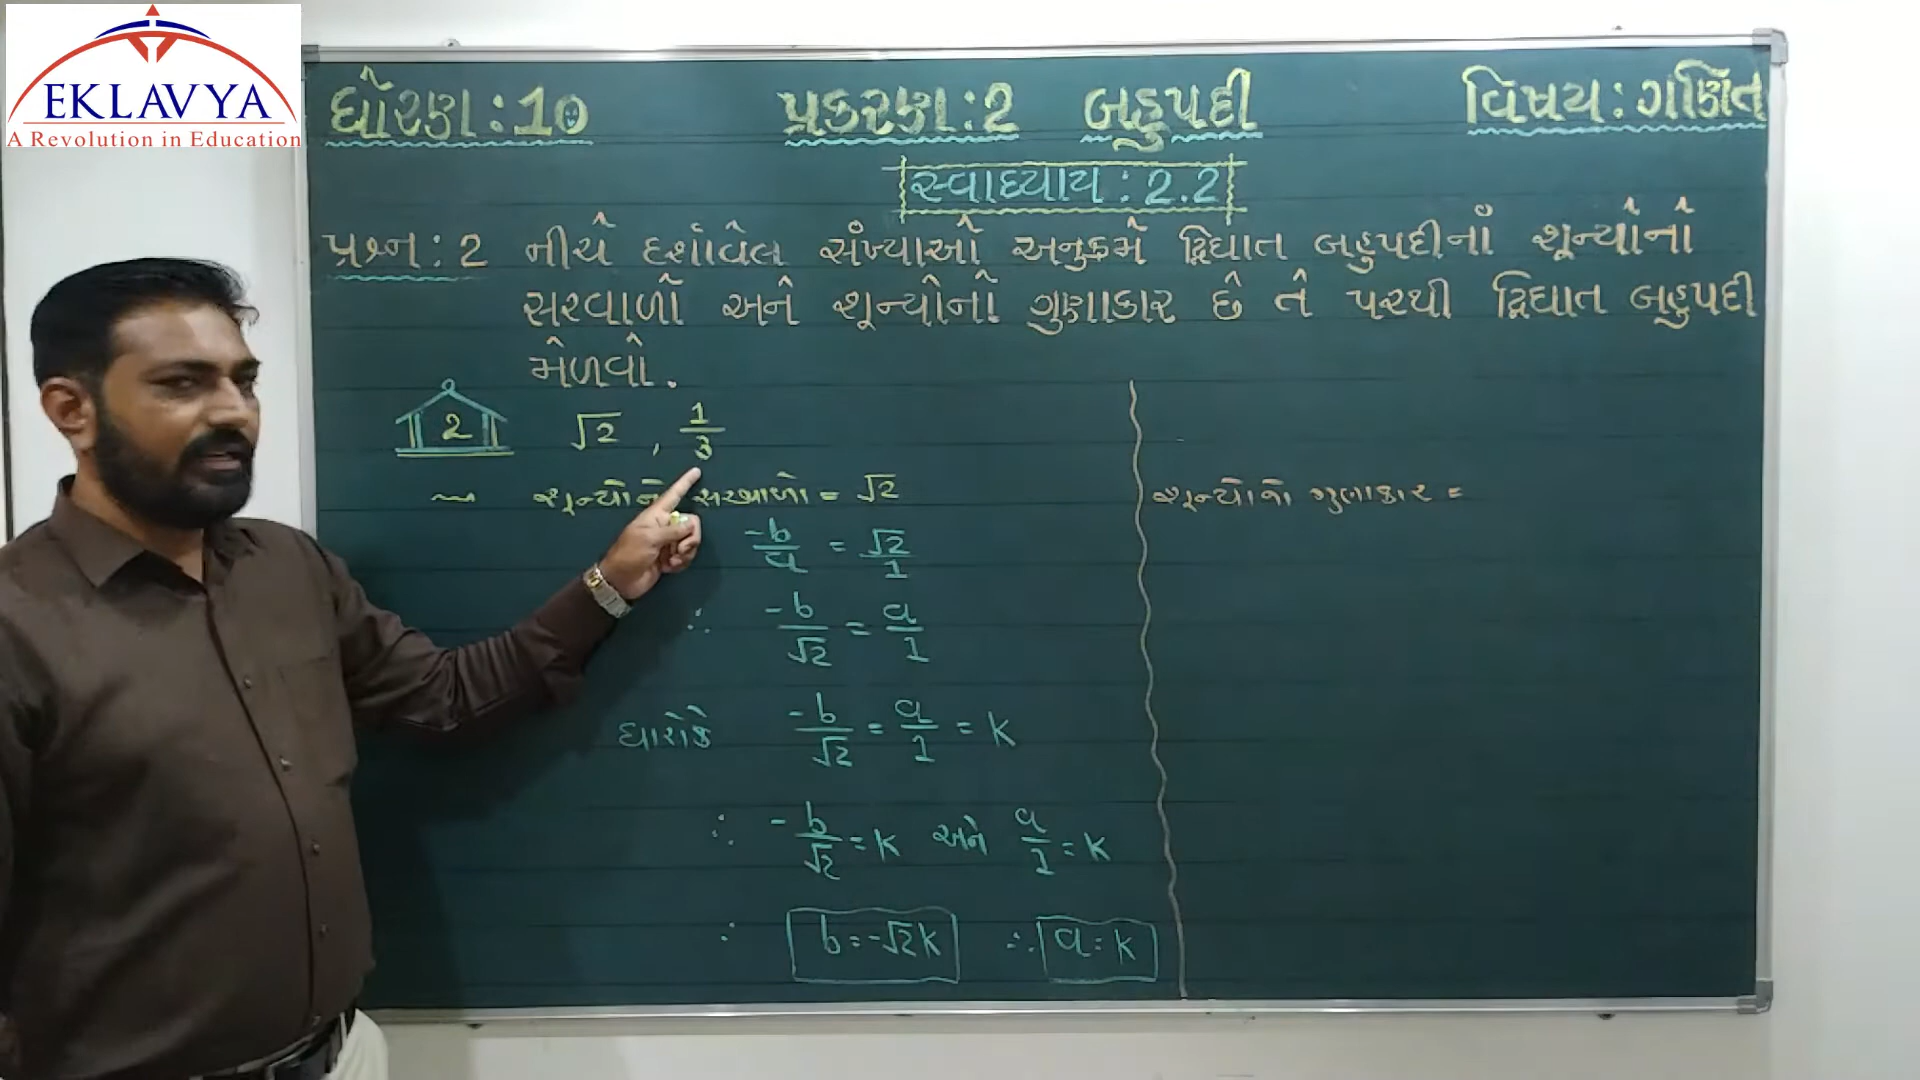 EKLAVYA
A Revolution in Education
ધોરણ : 10 પ્રકરણ : 2 બહુપદી વિષય : ગણિત
સ્વાધ્યાય : 2.2
પ્રશ્ન : 2 નીચે દર્શાવેલ સંખ્યાઓ અનુક્રમે દ્વિઘાત બહુપદીનાં શૂન્યોનો
સરવાળો અને શૂન્યોનો ગુણાકાર છે તે પરથી દ્વિઘાત બહુપદી
મેળવો.
2 √2 , 1/3
શૂન્યોનો સરવાળો = √2
-b/a = √2/1
∴ -b/√2 = a/1
ધારોકે -b/√2 = a/1 = K
∴ -b/√2 = K અને a/1 = K
∴ b = -√2K ∴ a = K
શૂન્યોનો ગુણાકાર =